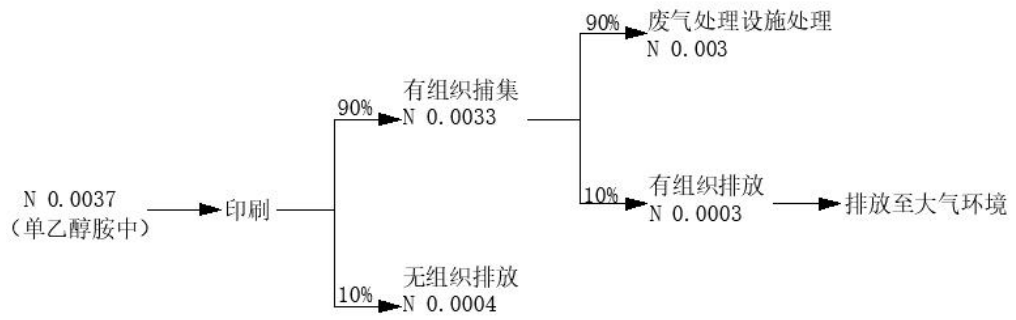 90%
废气处理设施处理
N 0.003
有组织捕集
90%
N 0.0033
N 0.0037
（单乙醇胺中）
印刷
10%
有组织排放
N 0.0003
排放至大气环境
无组织排放
10%
N 0.0004